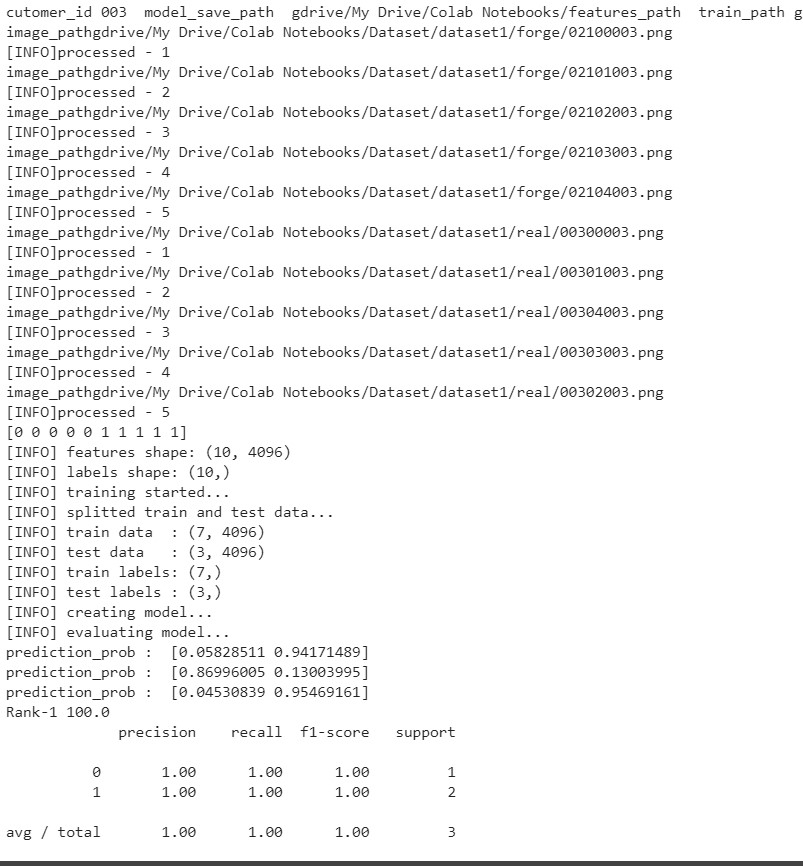 cutomer_id 003  model_save_path  gdrive/My Drive/Colab Notebooks/features_path  train_path g
image_pathgdrive/My Drive/Colab Notebooks/Dataset/dataset1/forge/02100003.png
[INFO]processed - 1
image_pathgdrive/My Drive/Colab Notebooks/Dataset/dataset1/forge/02101003.png
[INFO]processed - 2
image_pathgdrive/My Drive/Colab Notebooks/Dataset/dataset1/forge/02102003.png
[INFO]processed - 3
image_pathgdrive/My Drive/Colab Notebooks/Dataset/dataset1/forge/02103003.png
[INFO]processed - 4
image_pathgdrive/My Drive/Colab Notebooks/Dataset/dataset1/forge/02104003.png
[INFO]processed - 5
image_pathgdrive/My Drive/Colab Notebooks/Dataset/dataset1/real/00300003.png
[INFO]processed - 1
image_pathgdrive/My Drive/Colab Notebooks/Dataset/dataset1/real/00301003.png
[INFO]processed - 2
image_pathgdrive/My Drive/Colab Notebooks/Dataset/dataset1/real/00304003.png
[INFO]processed - 3
image_pathgdrive/My Drive/Colab Notebooks/Dataset/dataset1/real/00303003.png
[INFO]processed - 4
image_pathgdrive/My Drive/Colab Notebooks/Dataset/dataset1/real/00302003.png
[INFO]processed - 5
[0 0 0 0 0 1 1 1 1 1]
[INFO] features shape: (10, 4096)
[INFO] labels shape: (10,)
[INFO] training started...
[INFO] splitted train and test data...
[INFO] train data  : (7, 4096)
[INFO] test data   : (3, 4096)
[INFO] train labels: (7,)
[INFO] test labels : (3,)
[INFO] creating model...
[INFO] evaluating model...
prediction_prob :  [0.05828511 0.94171489]
prediction_prob :  [0.86996005 0.13003995]
prediction_prob :  [0.04530839 0.95469161]
Rank-1 100.0
             precision    recall  f1-score   support
          0       1.00      1.00      1.00         1
          1       1.00      1.00      1.00         2
avg / total       1.00      1.00      1.00         3